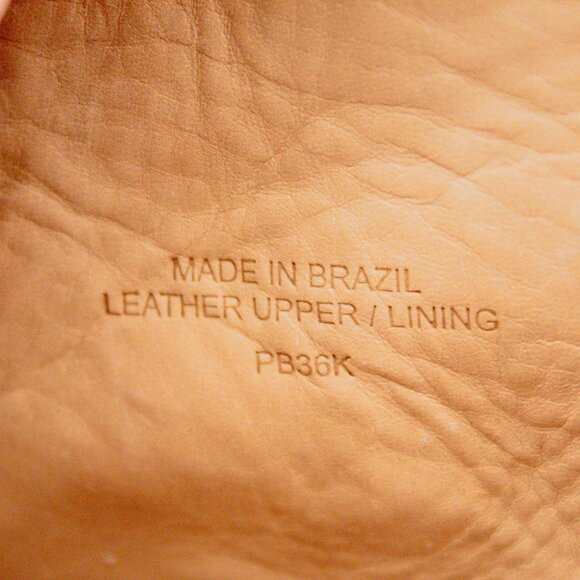 MADE IN BRAZIL
LEATHER UPPER / LINING
PB36K